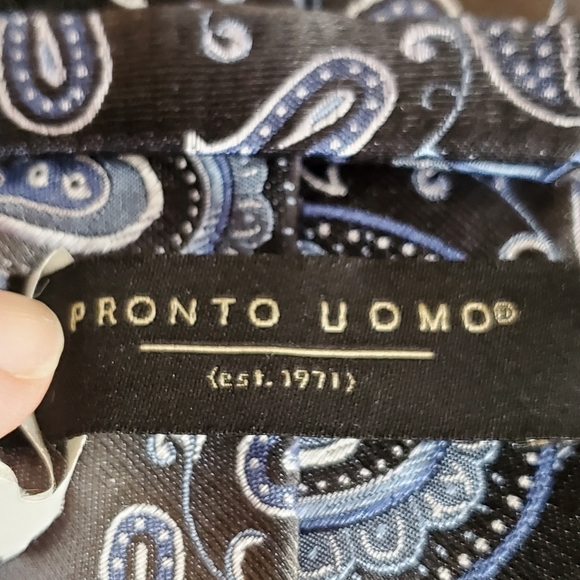 PRONTO UOMO®
(est. 1971)